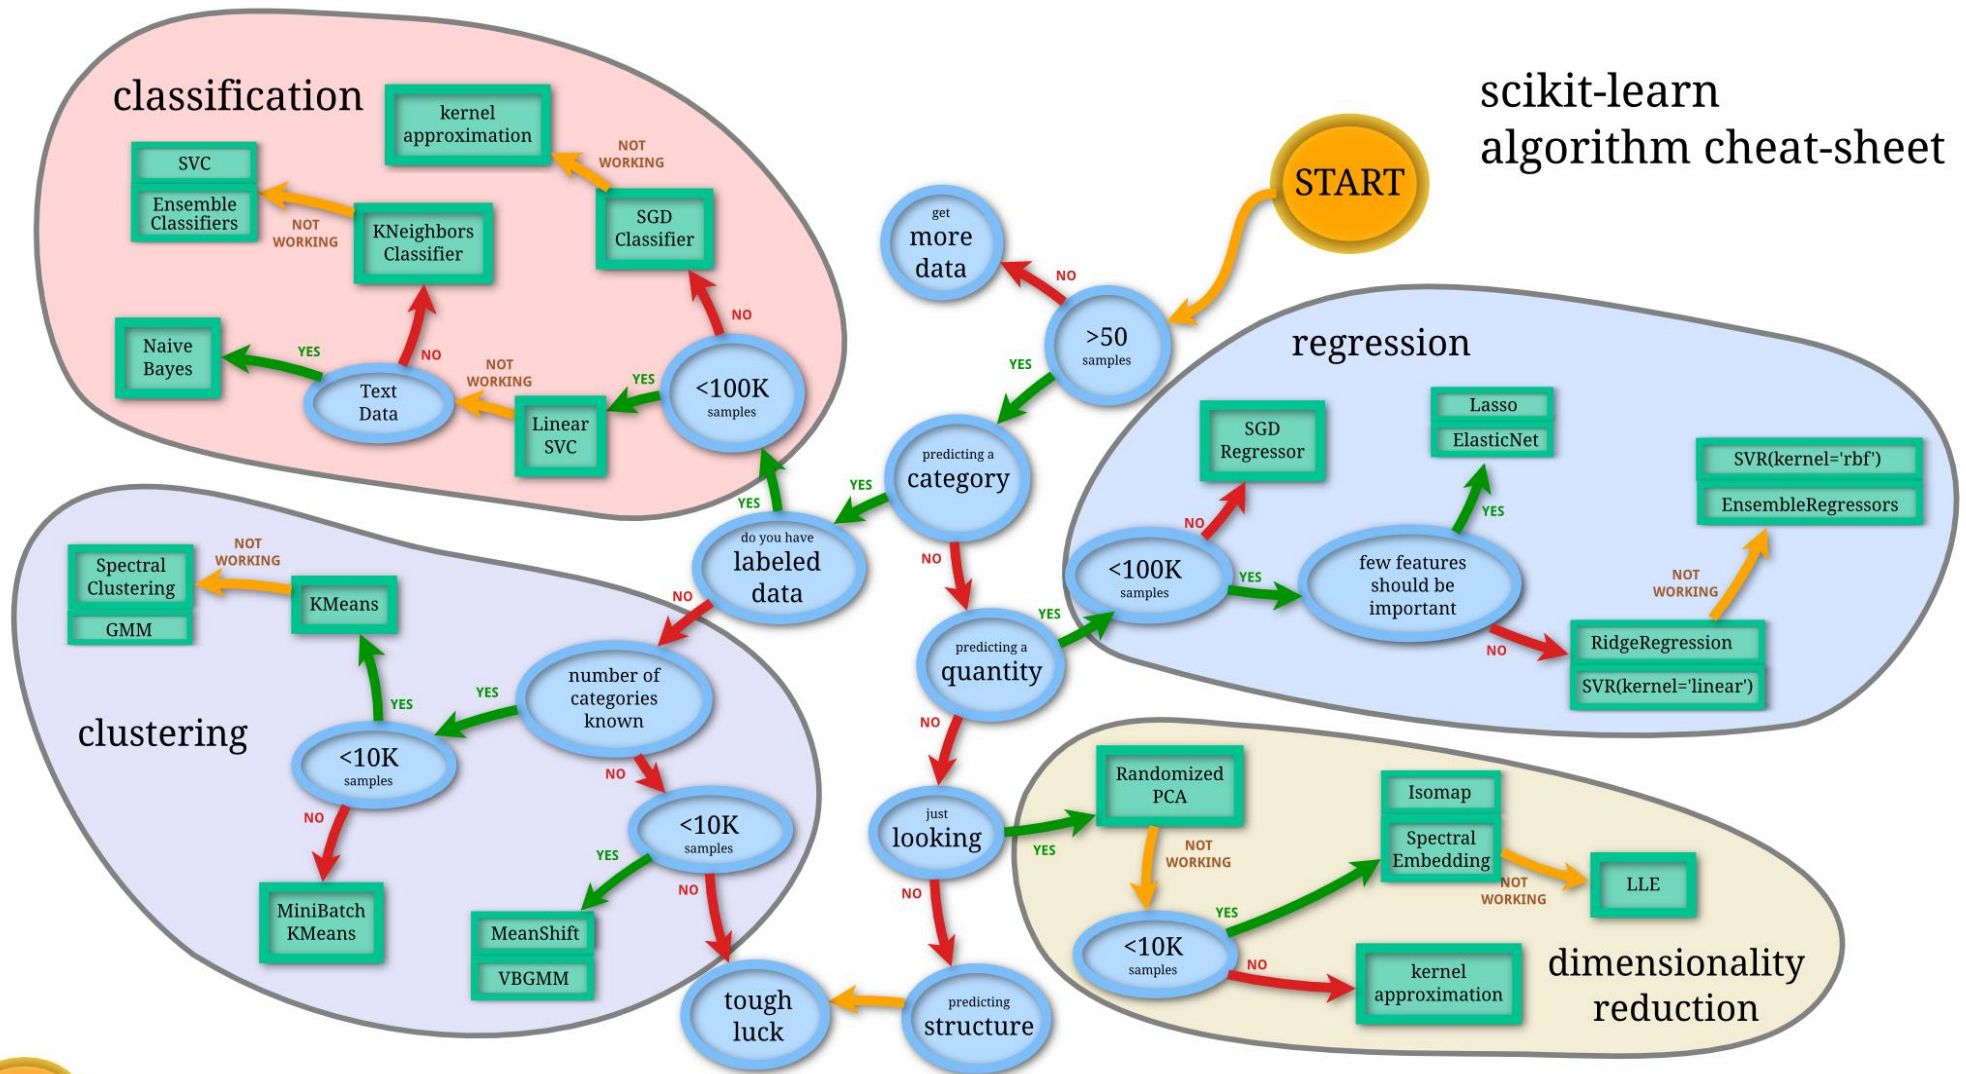 scikit-learn
algorithm cheat-sheet
START
>50
samples
NO
get
more
data
YES
predicting a
category
YES
do you have
labeled
data
NO
predicting a
quantity
YES
NO
just
looking
YES
NO
predicting
structure
tough
luck
classification
YES
<100K
samples
NO
SGD
Classifier
NOT
WORKING
kernel
approximation
YES
Linear
SVC
NOT
WORKING
Text
Data
YES
Naive
Bayes
NO
KNeighbors
Classifier
NOT
WORKING
SVC
Ensemble
Classifiers
clustering
NO
number of
categories
known
YES
<10K
samples
YES
KMeans
NOT
WORKING
Spectral
Clustering
GMM
NO
MiniBatch
KMeans
NO
<10K
samples
YES
MeanShift
VBGMM
NO
regression
<100K
samples
NO
SGD
Regressor
YES
few features
should be
important
YES
Lasso
ElasticNet
NO
RidgeRegression
SVR(kernel='linear')
NOT
WORKING
SVR(kernel='rbf')
EnsembleRegressors
dimensionality
reduction
Randomized
PCA
NOT
WORKING
<10K
samples
YES
Isomap
Spectral
Embedding
NOT
WORKING
LLE
NO
kernel
approximation